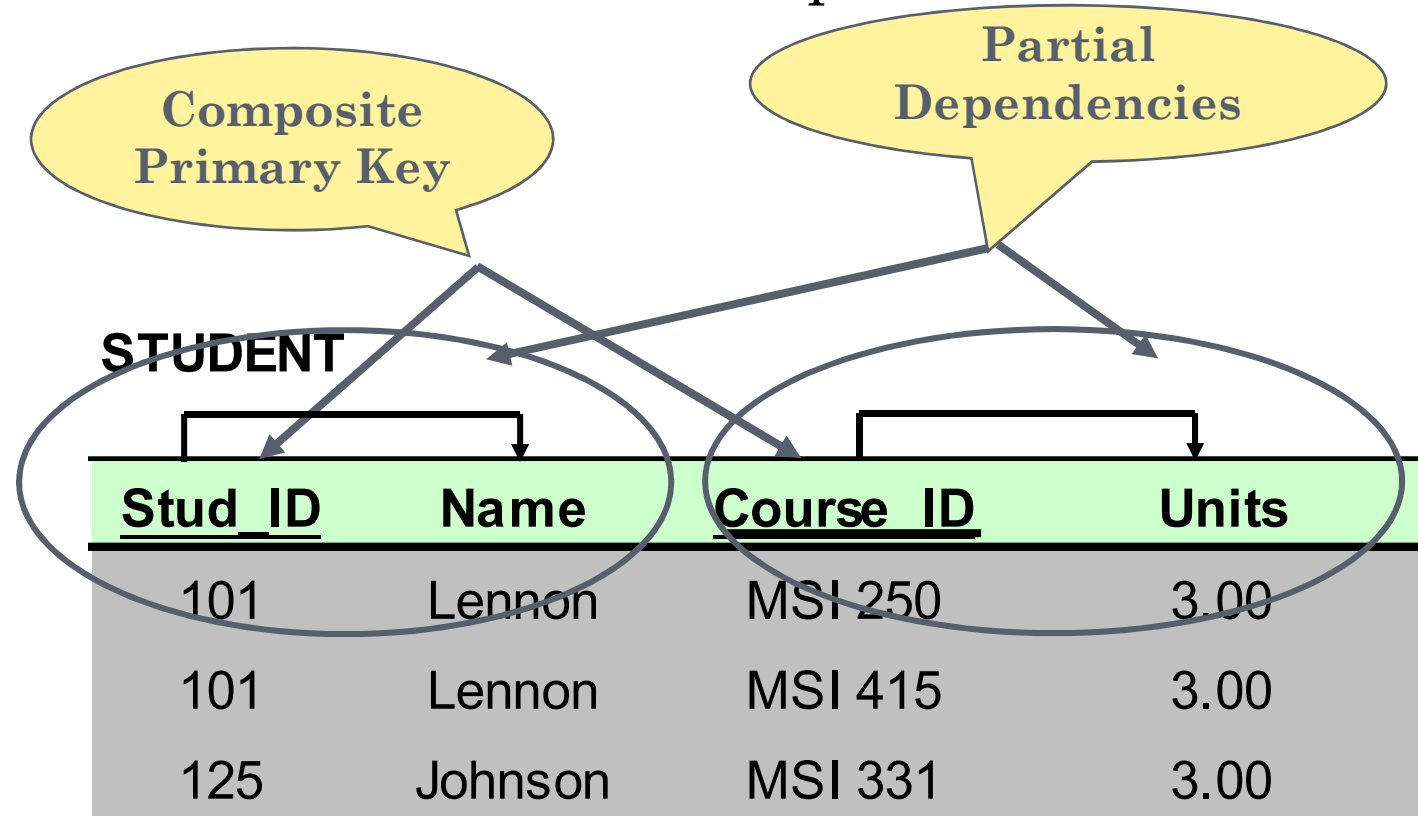 Composite
Primary Key
Partial
Dependencies
STUDENT
Stud_ID Name Course_ID Units
101 Lennon MSI 250 3.00
101 Lennon MSI 415 3.00
125 Johnson MSI 331 3.00